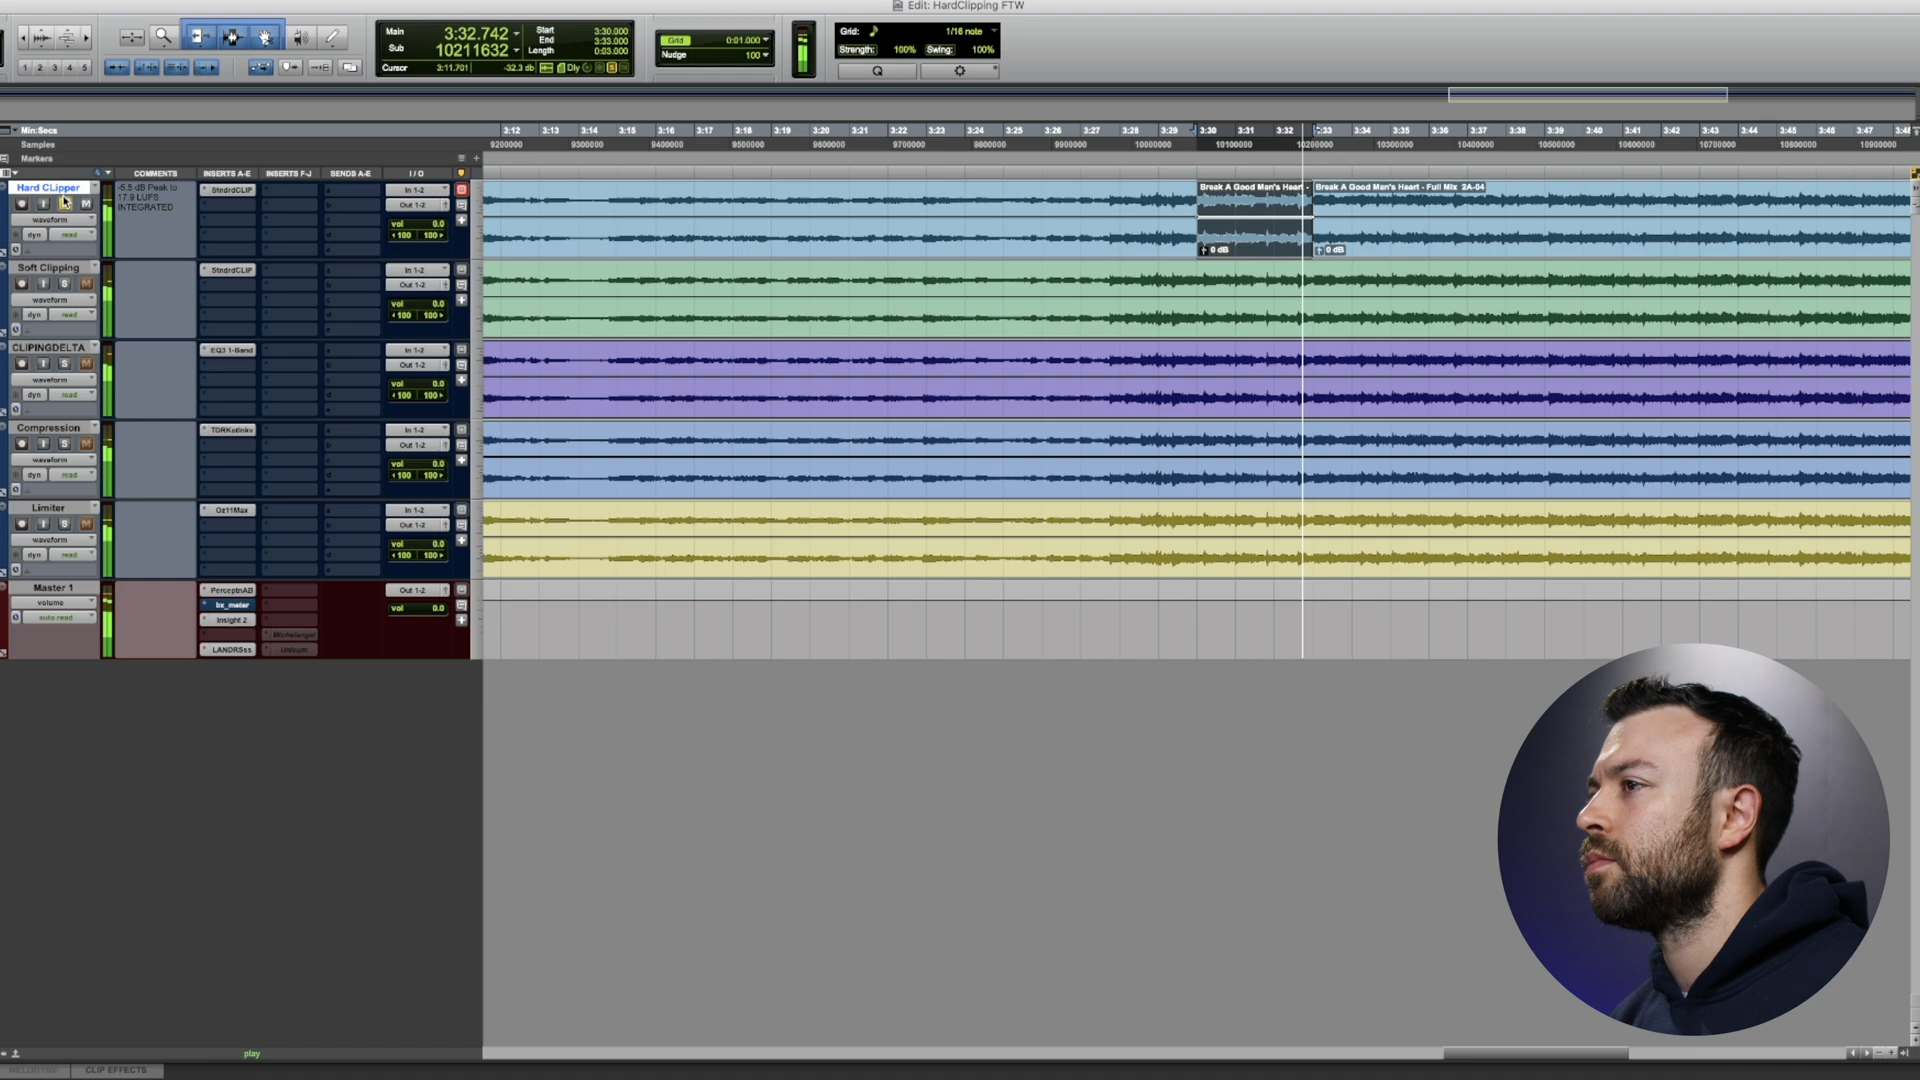 Edit: HardClipping FTW
Main 3:32.742
Sub 10211632
Start 3:30.000
End 3:33.000
Length 0:03.000
Cursor 3:11.701 -32.3 db Dly S
Grid 0:01.000
Nudge 100
Grid: 1/16 note
Strength: 100% Swing: 100%
Q
1 2 3 4 5
Min:Secs 3:12 3:13 3:14 3:15 3:16 3:17 3:18 3:19 3:20 3:21 3:22 3:23 3:24 3:25 3:26 3:27 3:28 3:29 3:30 3:31 3:32 3:33 3:34 3:35 3:36 3:37 3:38 3:39 3:40 3:41 3:42 3:43 3:44 3:45 3:46 3:47 3:48
Samples 9200000 9300000 9400000 9500000 9600000 9700000 9800000 9900000 10000000 10100000 10200000 10300000 10400000 10500000 10600000 10700000 10800000 10900000
Markers
COMMENTS INSERTS A-E INSERTS F-J SENDS A-E I / O
Hard CLipper
-5.5 dB Peak to
17.9 LUFS
INTEGRATED
StndrdCLIP
In 1-2
Out 1-2
vol 0.0
100 100
I M
waveform
dyn read
Break A Good Man's Heart -
Break A Good Man's Heart - Full Mix 2A-04
0 dB
0 dB
Soft Clipping
I S M
waveform
dyn read
StndrdCLIP
In 1-2
Out 1-2
vol 0.0
100 100
CLIPINGDELTA
I S M
waveform
dyn read
EQ3 1-Band
In 1-2
Out 1-2
vol 0.0
100 100
Compression
I S M
waveform
dyn read
TDRKotlnkv
In 1-2
Out 1-2
vol 0.0
100 100
Limiter
I S M
waveform
dyn read
Oz11Max
In 1-2
Out 1-2
vol 0.0
100 100
Master 1
volume
auto read
PerceptnAB
bx_meter
Insight 2
LANDRSss
Michelangel
Unisum
Out 1-2
vol 0.0
play
MELODYNE CLIP EFFECTS